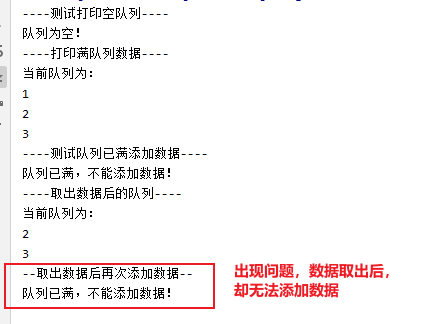 ----测试打印空队列----
队列为空!
----打印满队列数据----
当前队列为:
1
2
3
----测试队列已满添加数据----
队列已满，不能添加数据!
----取出数据后的队列----
当前队列为:
2
3
--取出数据后再次添加数据--
队列已满，不能添加数据!
出现问题，数据取出后，
却无法添加数据